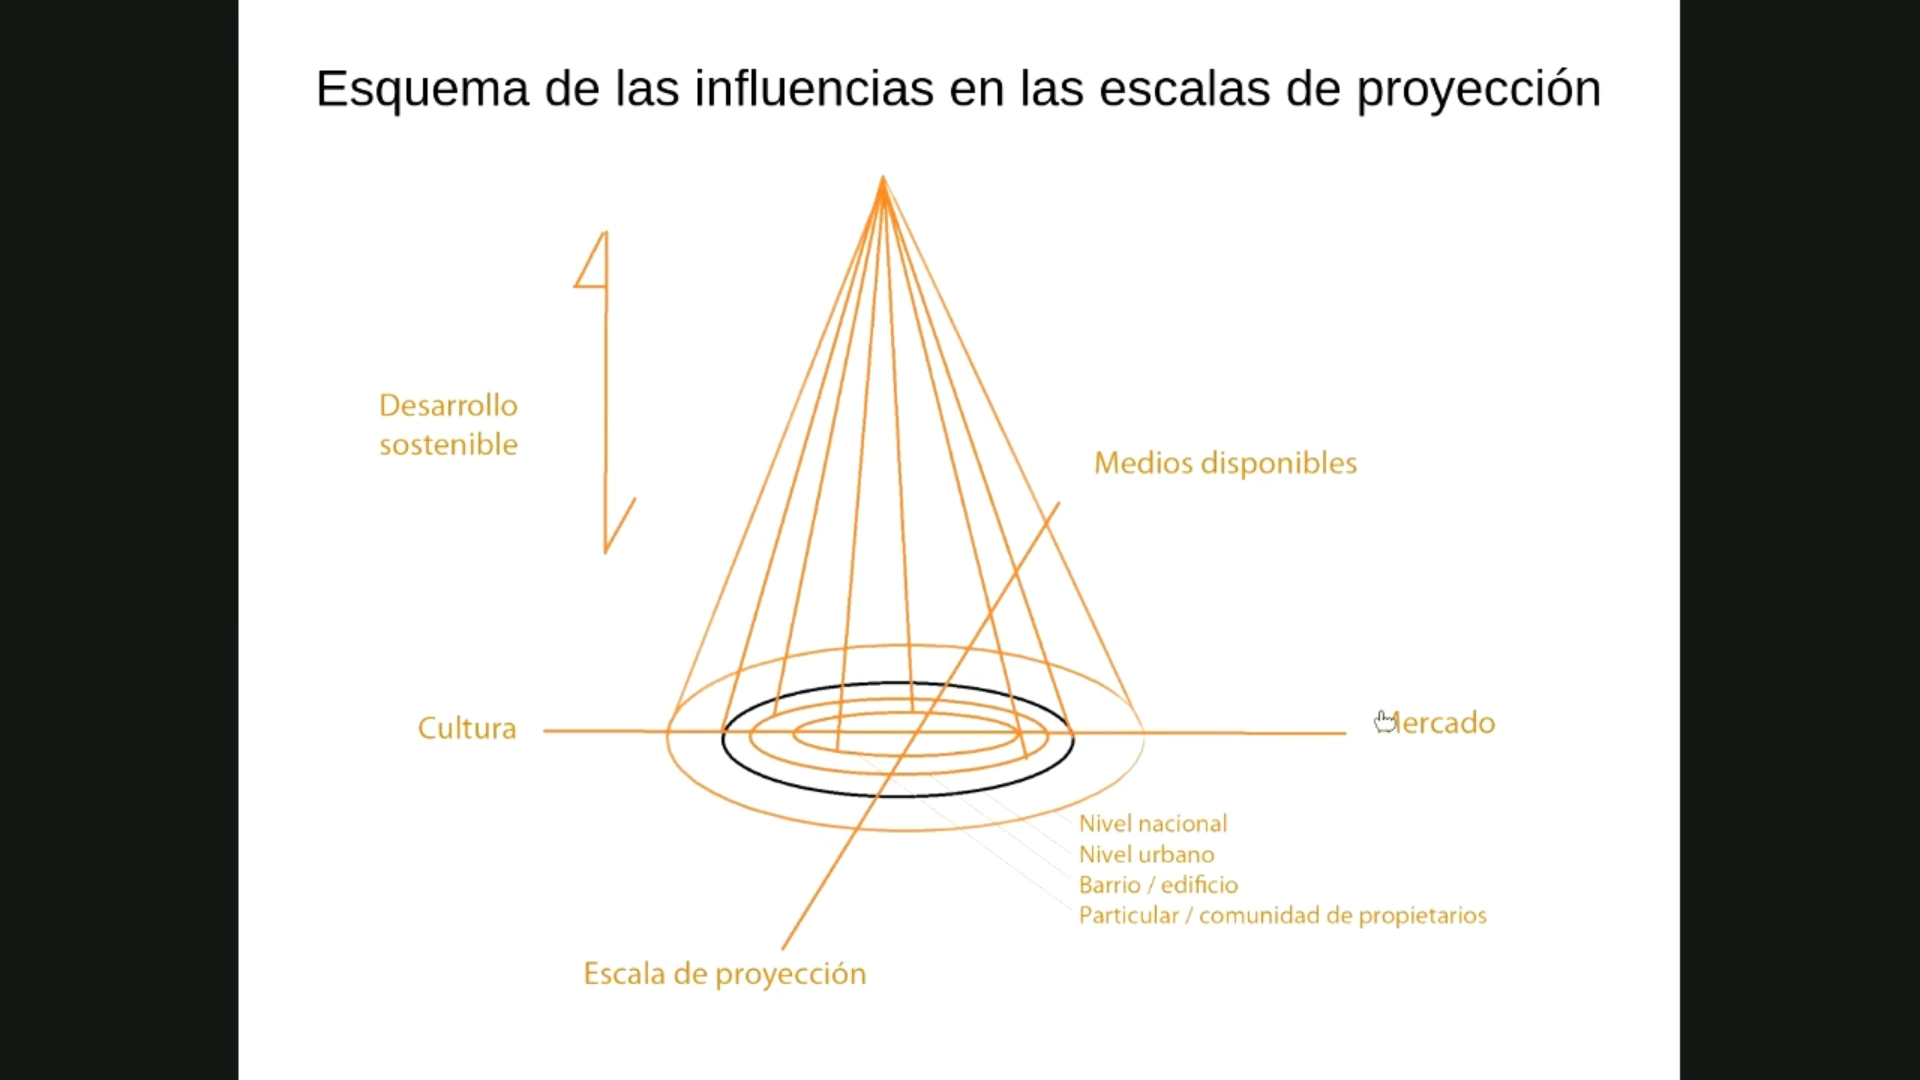 Esquema de las influencias en las escalas de proyección
Desarrollo
sostenible
Medios disponibles
Cultura
Mercado
Nivel nacional
Nivel urbano
Barrio / edificio
Particular / comunidad de propietarios
Escala de proyección